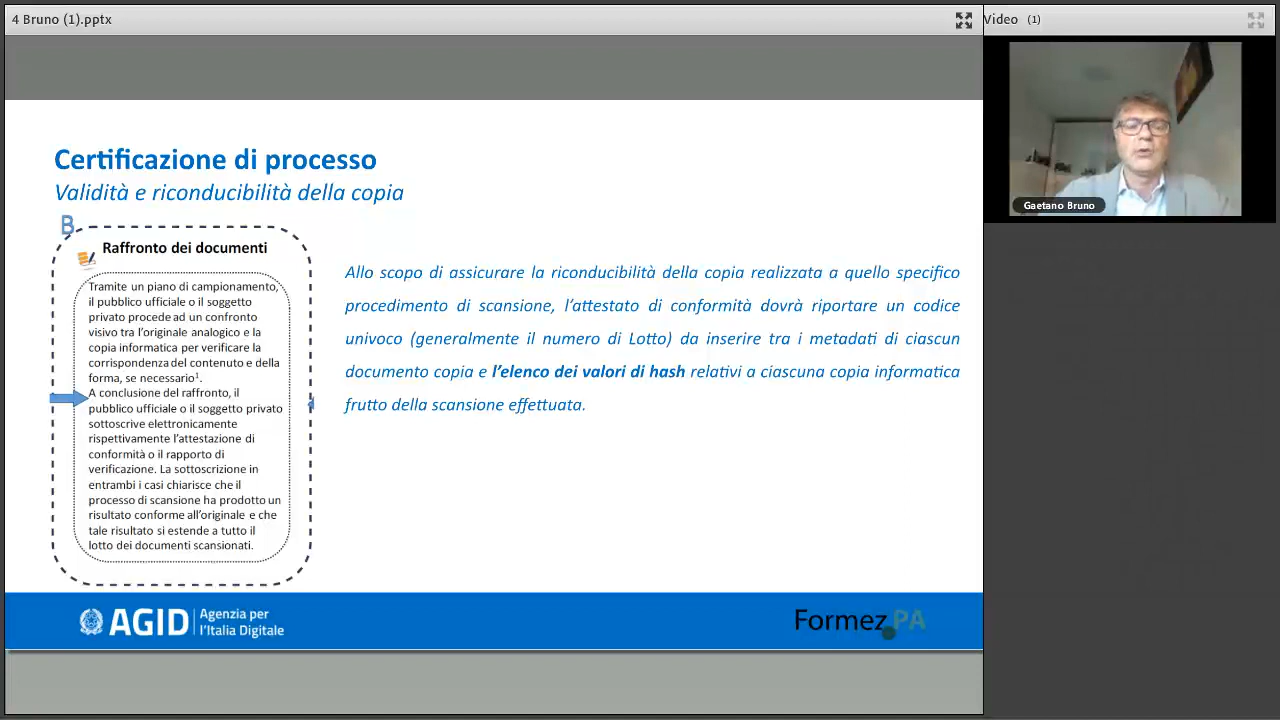 4 Bruno (1).pptx
Video (1)
Gaetano Bruno
Certificazione di processo
Validità e riconducibilità della copia
B
Raffronto dei documenti
Tramite un piano di campionamento,
il pubblico ufficiale o il soggetto
privato procede ad un confronto
visivo tra l'originale analogico e la
copia informatica per verificare la
corrispondenza del contenuto e della
forma, se necessario¹.
A conclusione del raffronto, il
pubblico ufficiale o il soggetto privato
sottoscrive elettronicamente
rispettivamente l'attestazione di
conformità o il rapporto di
verificazione. La sottoscrizione in
entrambi i casi chiarisce che il
processo di scansione ha prodotto un
risultato conforme all'originale e che
tale risultato si estende a tutto il
lotto dei documenti scansionati.
Allo scopo di assicurare la riconducibilità della copia realizzata a quello specifico
procedimento di scansione, l'attestato di conformità dovrà riportare un codice
univoco (generalmente il numero di Lotto) da inserire tra i metadati di ciascun
documento copia e l'elenco dei valori di hash relativi a ciascuna copia informatica
frutto della scansione effettuata.
AGID
Agenzia per
l'Italia Digitale
Formez PA